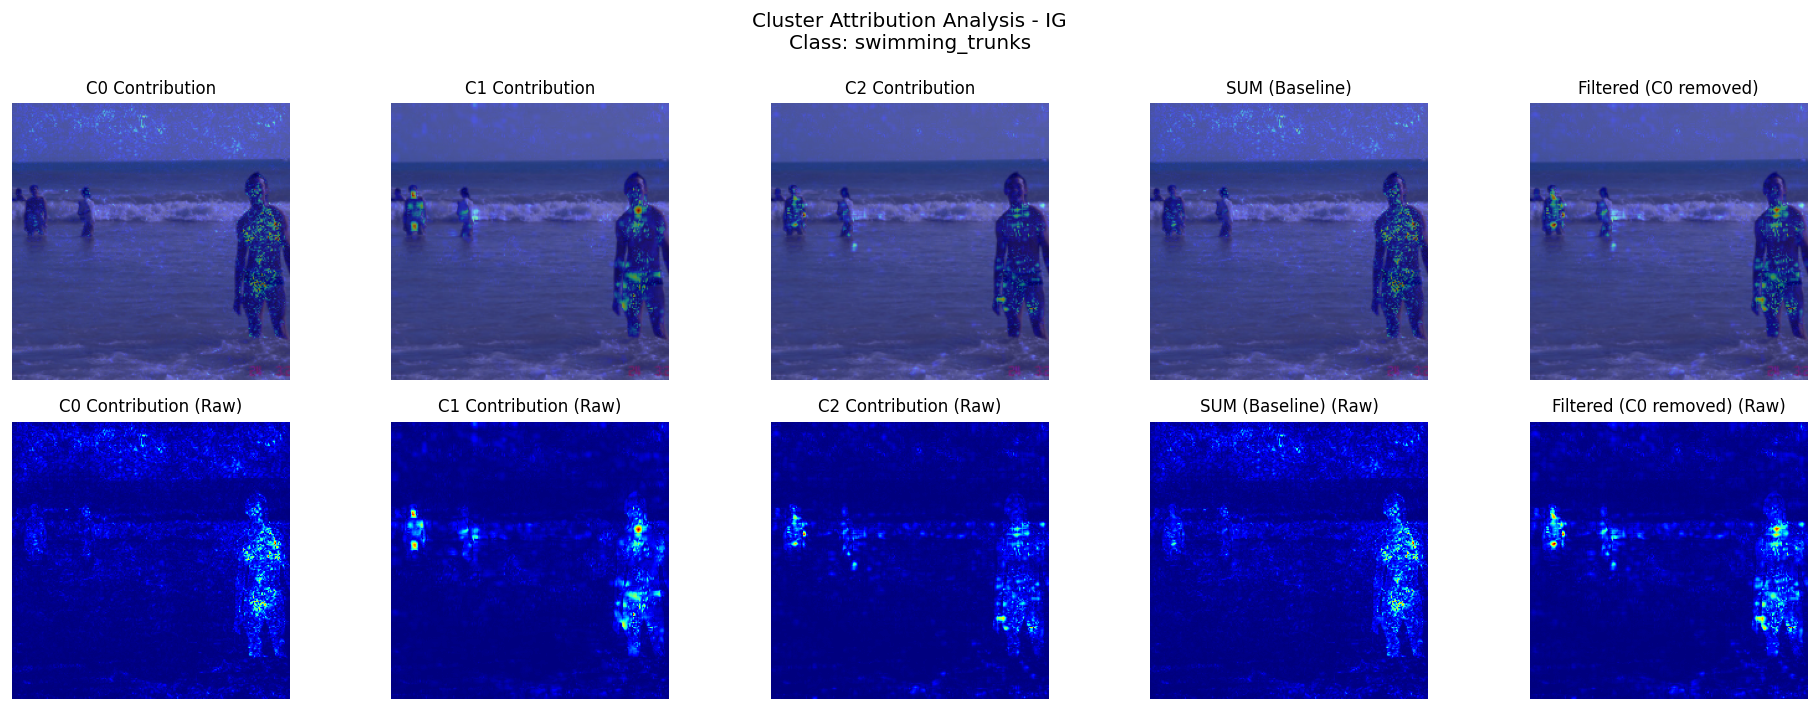 Cluster Attribution Analysis - IG
Class: swimming_trunks
C0 Contribution
C1 Contribution
C2 Contribution
SUM (Baseline)
Filtered (C0 removed)
C0 Contribution (Raw)
C1 Contribution (Raw)
C2 Contribution (Raw)
SUM (Baseline) (Raw)
Filtered (C0 removed) (Raw)